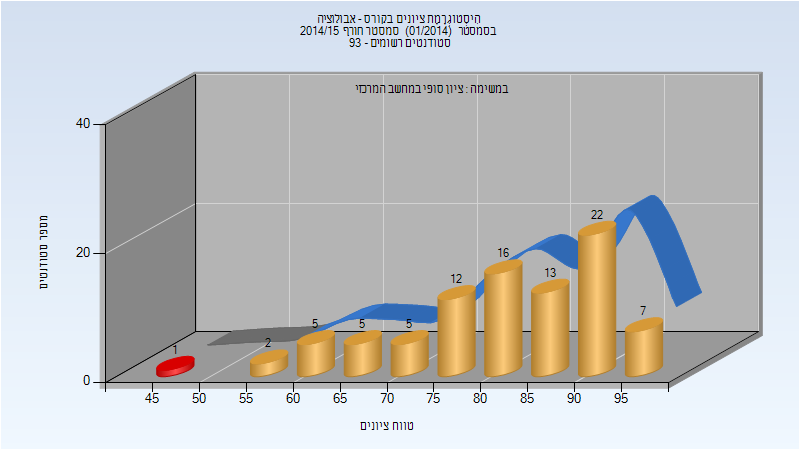 הִיסְטוֹגְרָמַת ציונים בקורס - אבולוציה
בסמסטר (01/2014) סמסטר חורף 2014/15
סטודנטים רשומים - 93
במשימה : ציון סופי במחשב המרכזי
מספר סטודנטים
40
20
0
1
2
5
5
5
12
16
13
22
7
45 50 55 60 65 70 75 80 85 90 95
טווח ציונים